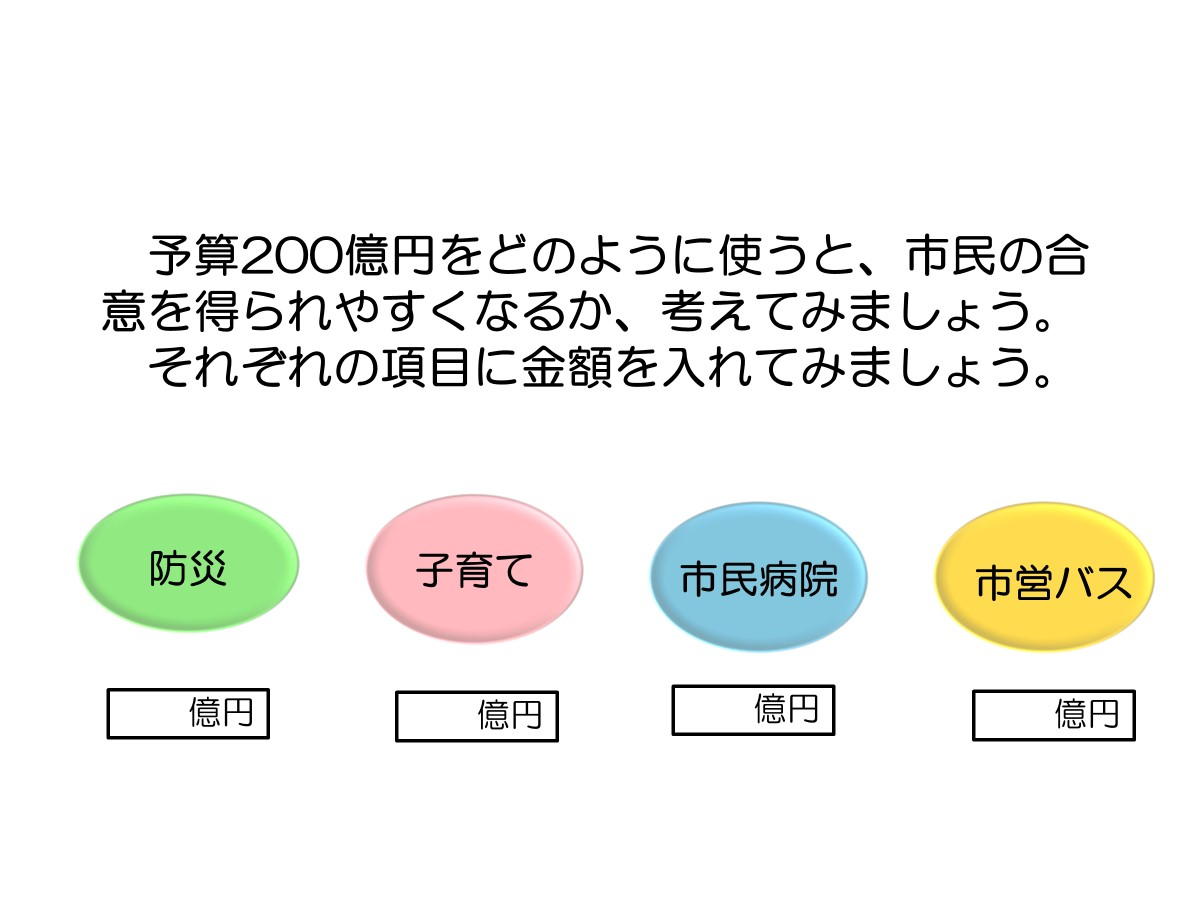 予算200億円をどのように使うと、市民の合
意を得られやすくなるか、考えてみましょう。
それぞれの項目に金額を入れてみましょう。
防災
子育て
市民病院
市営バス
億円
億円
億円
億円